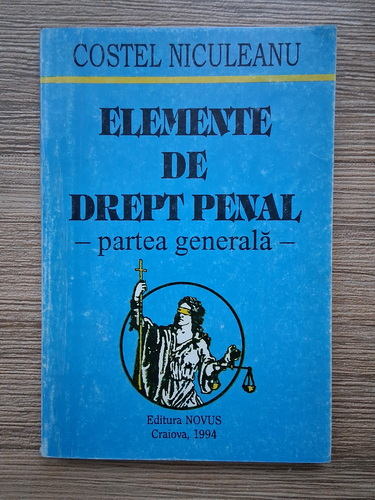 COSTEL NICULEANU
ELEMENTE
DE
DREPT PENAL
– partea generală –
Editura NOVUS
Craiova, 1994